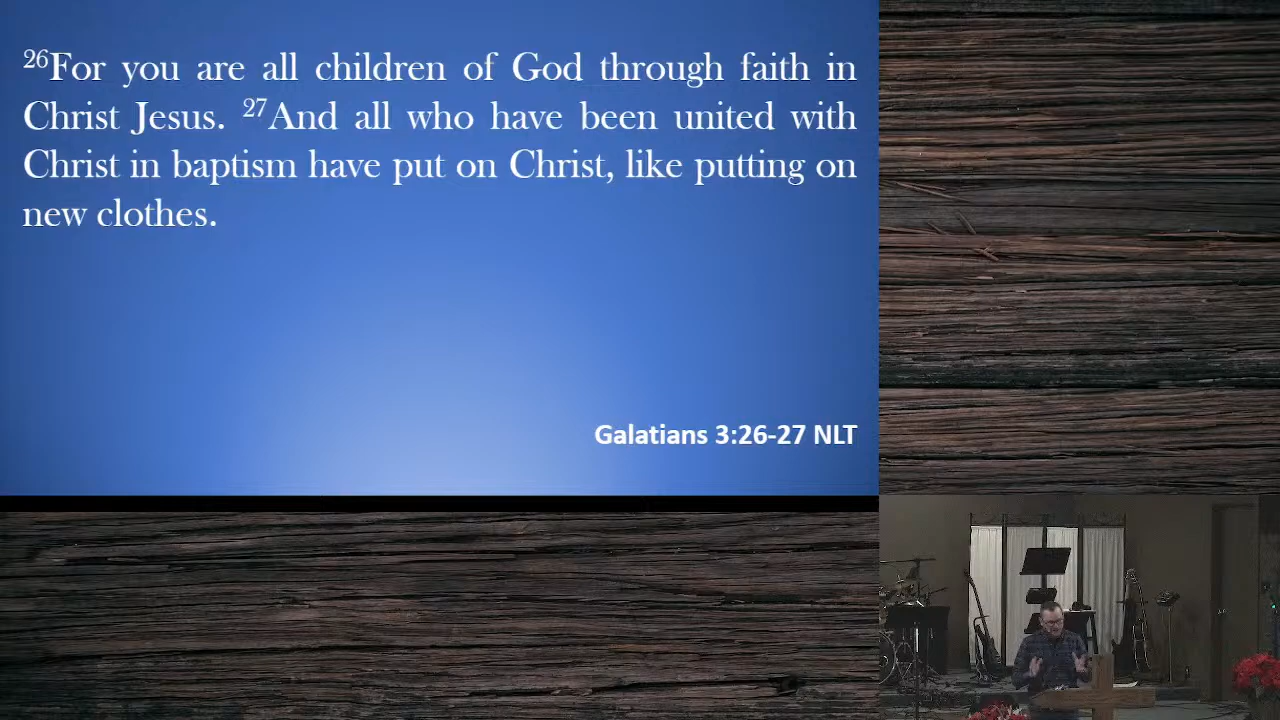 ²⁶For you are all children of God through faith in
Christ Jesus. ²⁷And all who have been united with
Christ in baptism have put on Christ, like putting on
new clothes.
Galatians 3:26-27 NLT